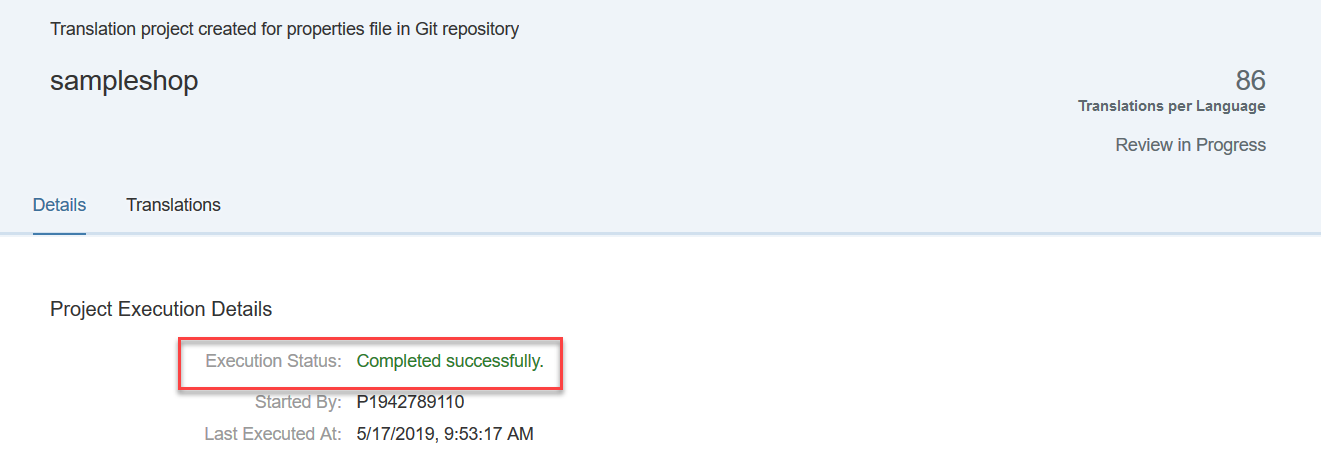 Translation project created for properties file in Git repository
sampleshop
86
Translations per Language
Review in Progress
Details Translations
Project Execution Details
Execution Status: Completed successfully.
Started By: P1942789110
Last Executed At: 5/17/2019, 9:53:17 AM